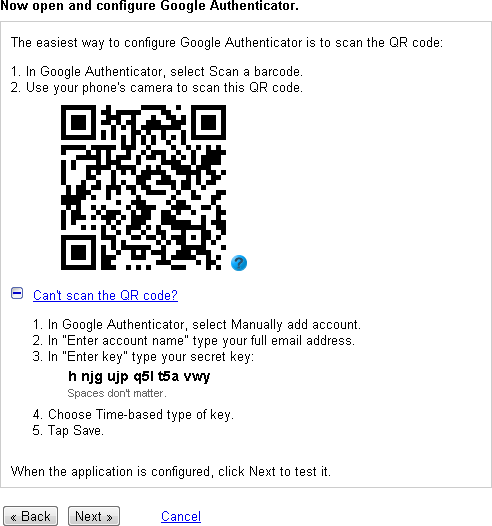 Now open and configure Google Authenticator.
The easiest way to configure Google Authenticator is to scan the QR code:
1. In Google Authenticator, select Scan a barcode.
2. Use your phone's camera to scan this QR code.
?
Can't scan the QR code?
1. In Google Authenticator, select Manually add account.
2. In "Enter account name" type your full email address.
3. In "Enter key" type your secret key:
h njg ujp q5l t5a vwy
Spaces don't matter.
4. Choose Time-based type of key.
5. Tap Save.
When the application is configured, click Next to test it.
« Back Next » Cancel